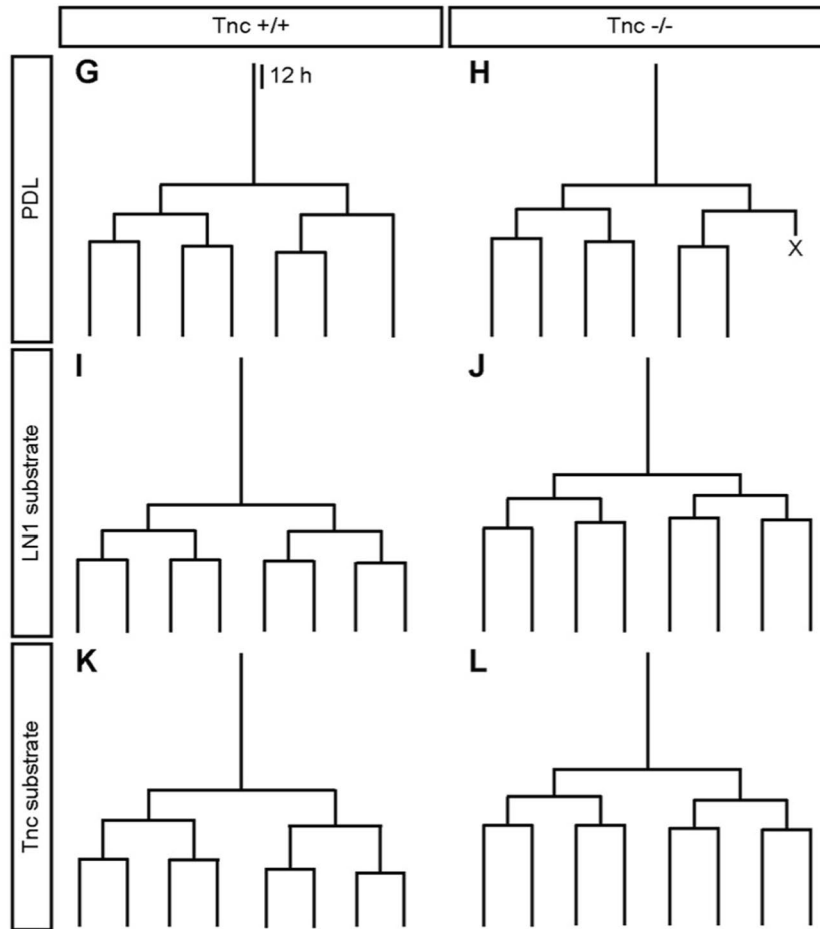 Tnc +/+
Tnc -/-
PDL
G
12 h
H
X
LN1 substrate
I
J
Tnc substrate
K
L